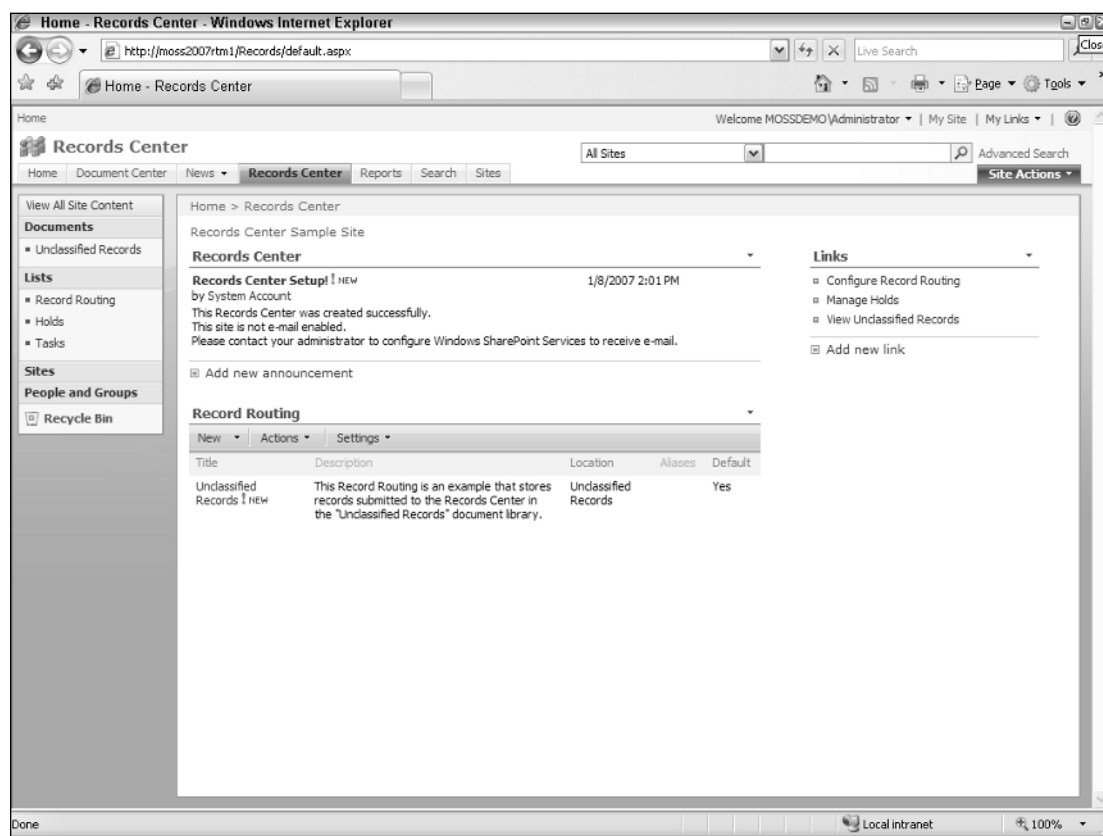 Home - Records Center - Windows Internet Explorer
http://moss2007rtm1/Records/default.aspx
Live Search
Close
Home - Records Center
Page
Tools
Home
Welcome MOSSDEMO\Administrator | My Site | My Links |
Records Center
All Sites
Advanced Search
Home Document Center News Records Center Reports Search Sites
Site Actions
View All Site Content
Documents
Unclassified Records
Lists
Record Routing
Holds
Tasks
Sites
People and Groups
Recycle Bin
Home > Records Center
Records Center Sample Site
Records Center
Records Center Setup! ! NEW
1/8/2007 2:01 PM
by System Account
This Records Center was created successfully.
This site is not e-mail enabled.
Please contact your administrator to configure Windows SharePoint Services to receive e-mail.
Add new announcement
Record Routing
New Actions Settings
Title Description Location Aliases Default
Unclassified
Records ! NEW
This Record Routing is an example that stores
records submitted to the Records Center in
the "Unclassified Records" document library.
Unclassified
Records
Yes
Links
Configure Record Routing
Manage Holds
View Unclassified Records
Add new link
Done
Local intranet
100%